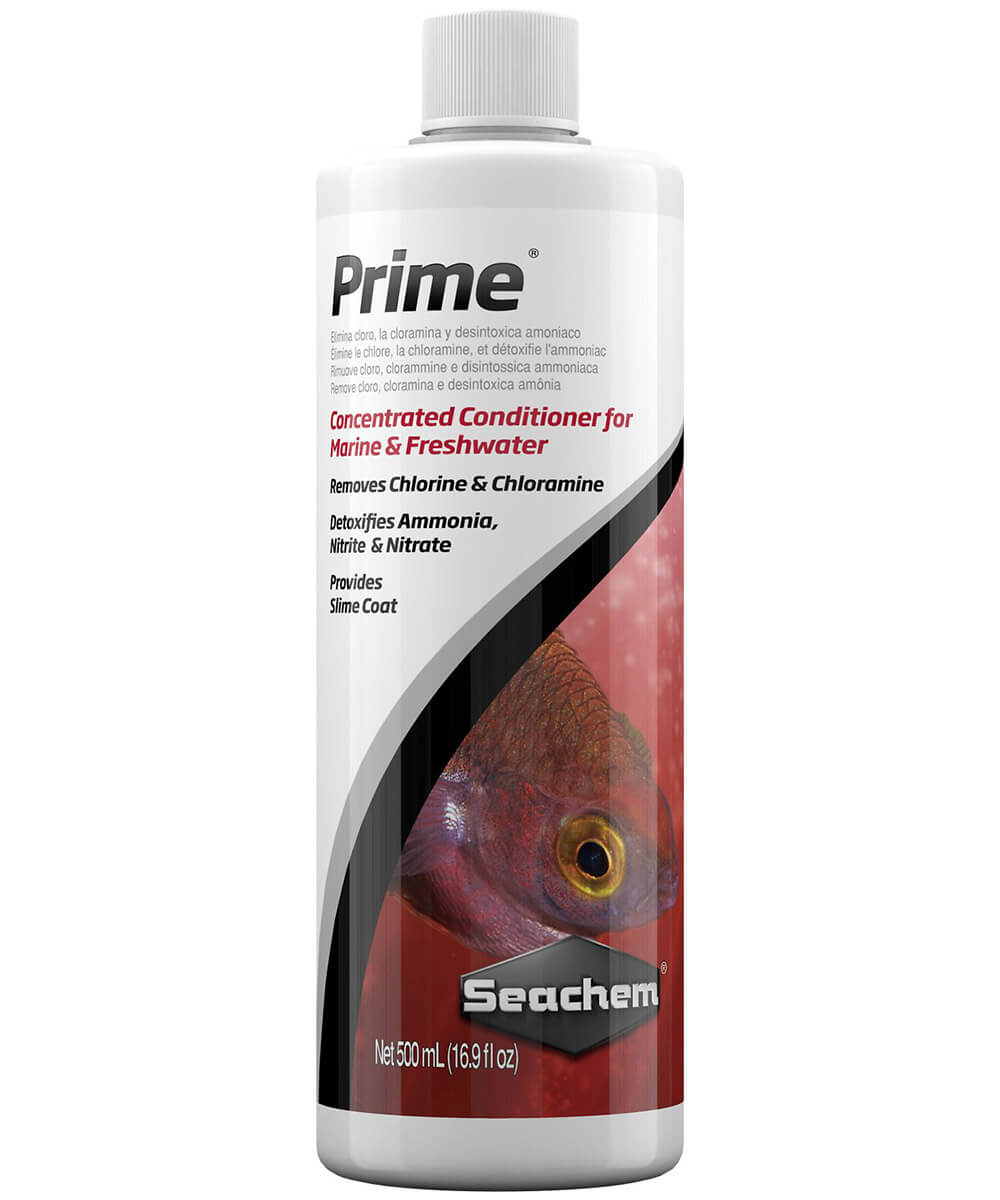 Prime®
Elimina cloro, la cloramina y desintoxica amoniaco
Élimine le chlore, la chloramine, et détoxifie l'ammoniac
Rimuove cloro, clorammine e disintossica ammoniaca
Remove cloro, cloramina e desintoxica amônia
Concentrated Conditioner for
Marine & Freshwater
Removes Chlorine & Chloramine
Detoxifies Ammonia,
Nitrite & Nitrate
Provides
Slime Coat
Seachem®
Net 500 mL (16.9 fl oz)